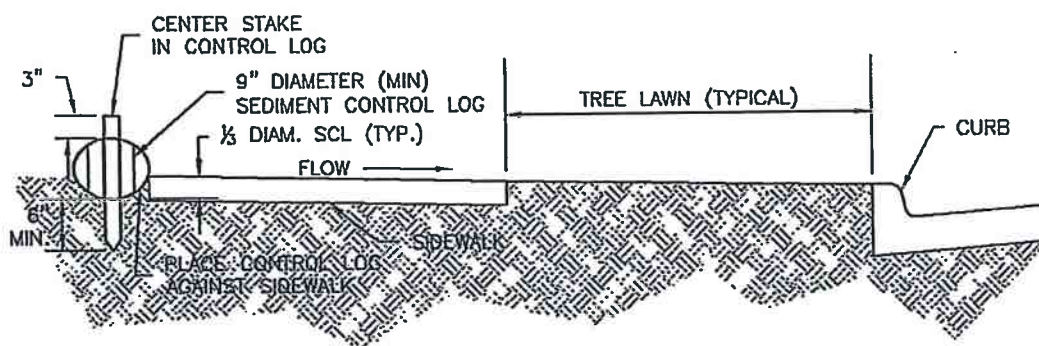 CENTER STAKE
IN CONTROL LOG
3"
9" DIAMETER (MIN)
SEDIMENT CONTROL LOG
⅓ DIAM. SCL (TYP.)
FLOW
TREE LAWN (TYPICAL)
CURB
6"
MIN.
SIDEWALK
PLACE CONTROL LOG
AGAINST SIDEWALK